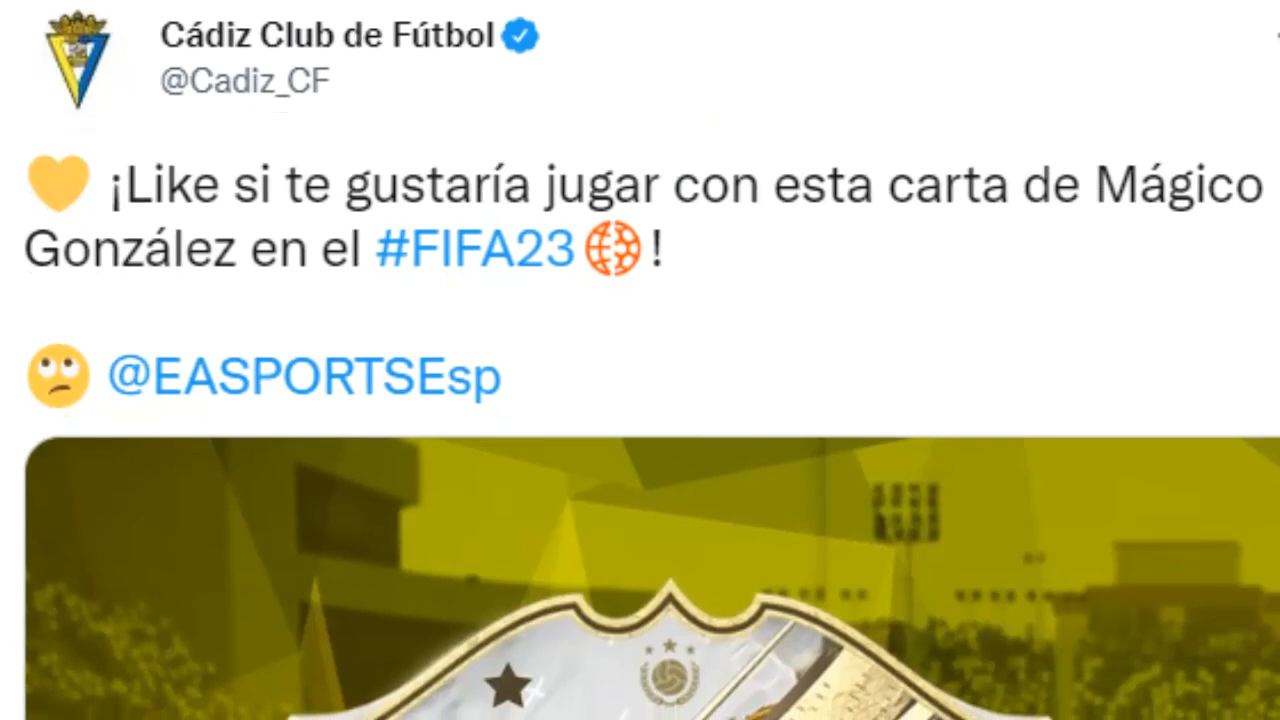 Cádiz Club de Fútbol
@Cadiz_CF
💛 ¡Like si te gustaría jugar con esta carta de Mágico
González en el #FIFA23 !
🙄 @EASPORTSEsp